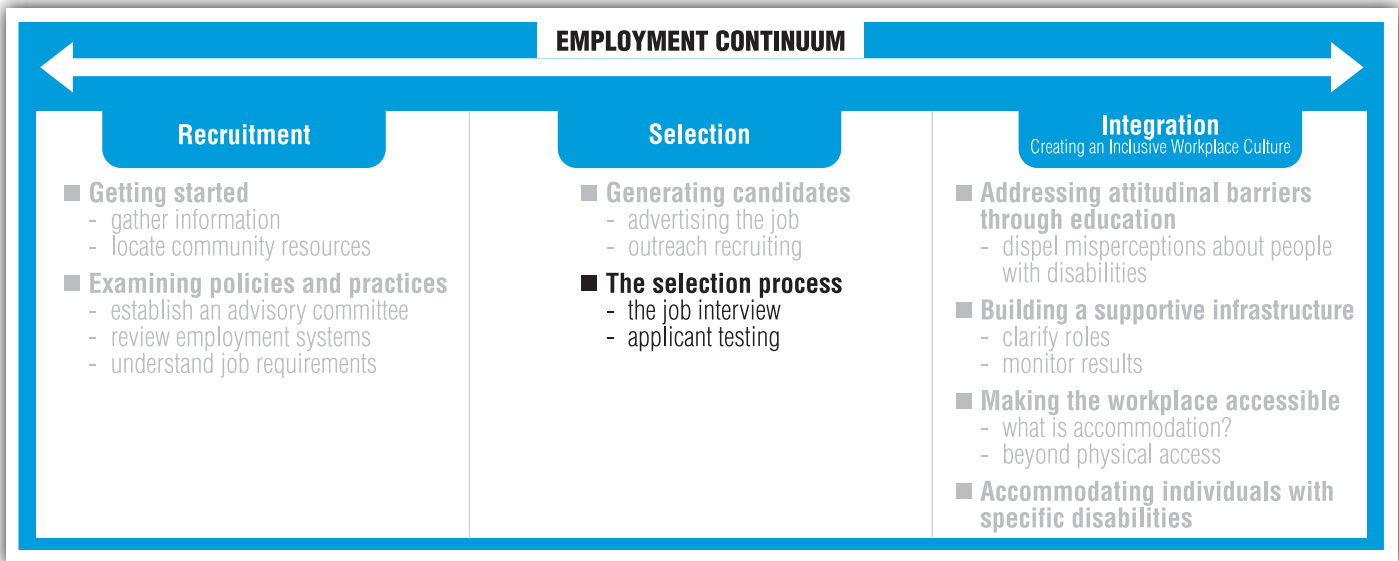 EMPLOYMENT CONTINUUM
Recruitment
■ Getting started
- gather information
- locate community resources
■ Examining policies and practices
- establish an advisory committee
- review employment systems
- understand job requirements
Selection
■ Generating candidates
- advertising the job
- outreach recruiting
■ The selection process
- the job interview
- applicant testing
Integration
Creating an Inclusive Workplace Culture
■ Addressing attitudinal barriers
through education
- dispel misperceptions about people
with disabilities
■ Building a supportive infrastructure
- clarify roles
- monitor results
■ Making the workplace accessible
- what is accommodation?
- beyond physical access
■ Accommodating individuals with
specific disabilities